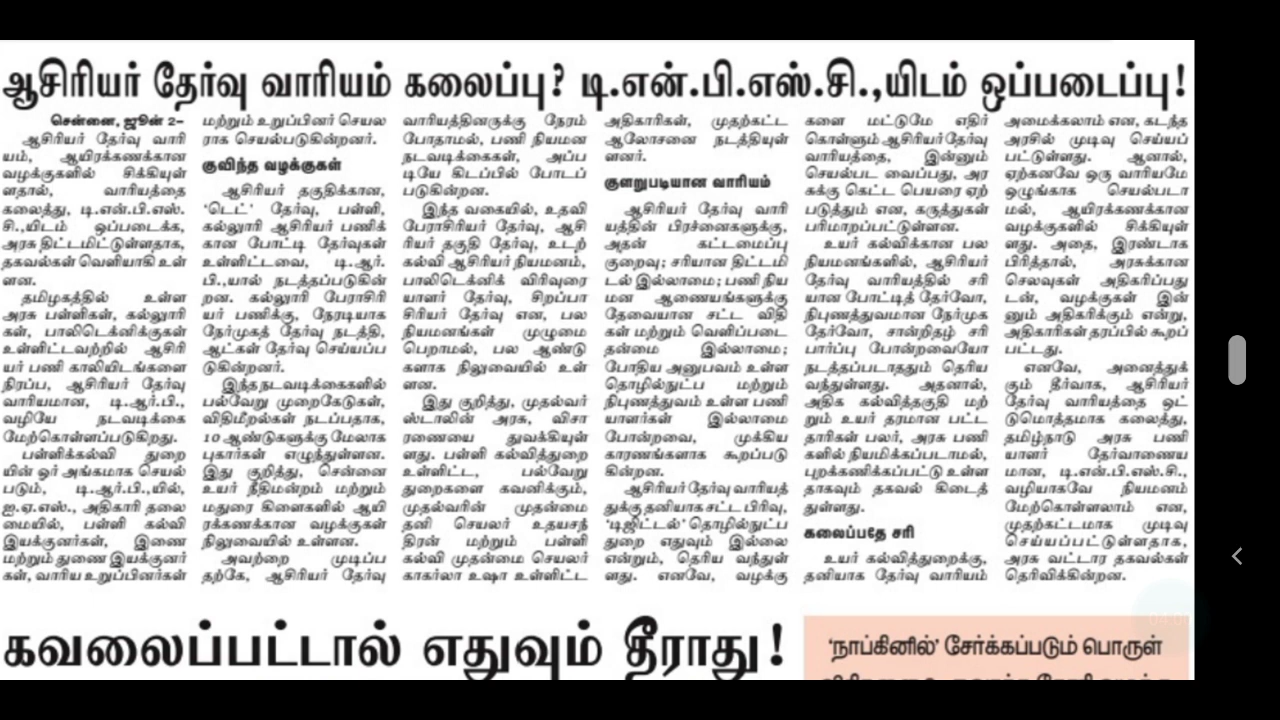 ஆசிரியர் தேர்வு வாரியம் கலைப்பு? டி.என்.பி.எஸ்.சி.,யிடம் ஒப்படைப்பு!
சென்னை, ஜூன் 2–
ஆசிரியர் தேர்வு வாரி
யம், ஆயிரக்கணக்கான
வழக்குகளில் சிக்கியுள்
ளதால், வாரியத்தை
கலைத்து, டி.என்.பி.எஸ்.
சி.,யிடம் ஒப்படைக்க,
அரசு திட்டமிட்டுள்ளதாக,
தகவல்கள் வெளியாகி உள்
ளன.
தமிழகத்தில் உள்ள
அரசு பள்ளிகள், கல்லூரி
கள், பாலிடெக்னிக்குகள்
உள்ளிட்டவற்றில் ஆசிரி
யர் பணி காலியிடங்களை
நிரப்ப, ஆசிரியர் தேர்வு
வாரியமான, டி.ஆர்.பி.,
வழியே நடவடிக்கை
மேற்கொள்ளப்படுகிறது.
பள்ளிக்கல்வி துறை
யின் ஓர் அங்கமாக செயல்
படும், டி.ஆர்.பி.,யில்,
ஐ.ஏ.எஸ்., அதிகாரி தலை
மையில், பள்ளி கல்வி
இயக்குனர்கள், இணை
மற்றும் துணை இயக்குனர்
கள், வாரிய உறுப்பினர்கள்
மற்றும் உறுப்பினர் செயல
ராக செயல்படுகின்றனர்.
குவிந்த வழக்குகள்
ஆசிரியர் தகுதிக்கான,
‘டெட்’ தேர்வு, பள்ளி,
கல்லூரி ஆசிரியர் பணிக்
கான போட்டி தேர்வுகள்
உள்ளிட்டவை, டி.ஆர்.
பி.,யால் நடத்தப்படுகின்
றன. கல்லூரி பேராசிரி
யர் பணிக்கு, நேரடியாக
நேர்முகத் தேர்வு நடத்தி,
ஆட்கள் தேர்வு செய்யப்ப
டுகின்றனர்.
இந்த நடவடிக்கைகளில்
பல்வேறு முறைகேடுகள்,
விதிமீறல்கள் நடப்பதாக,
10 ஆண்டுகளுக்கு மேலாக
புகார்கள் எழுந்துள்ளன.
இது குறித்து, சென்னை
உயர் நீதிமன்றம் மற்றும்
மதுரை கிளைகளில் ஆயி
ரக்கணக்கான வழக்குகள்
நிலுவையில் உள்ளன.
அவற்றை முடிப்ப
தற்கே, ஆசிரியர் தேர்வு
வாரியத்தினருக்கு நேரம்
போதாமல், பணி நியமன
நடவடிக்கைகள், அப்ப
டியே கிடப்பில் போடப்
படுகின்றன.
இந்த வகையில், உதவி
பேராசிரியர் தேர்வு, ஆசி
ரியர் தகுதி தேர்வு, உடற்
கல்வி ஆசிரியர் நியமனம்,
பாலிடெக்னிக் விரிவுரை
யாளர் தேர்வு, சிறப்பா
சிரியர் தேர்வு என, பல
நியமனங்கள் முழுமை
பெறாமல், பல ஆண்டு
களாக நிலுவையில் உள்
ளன.
இது குறித்து, முதல்வர்
ஸ்டாலின் அரசு, விசா
ரணையை துவக்கியுள்
ளது. பள்ளி கல்வித்துறை
உள்ளிட்ட, பல்வேறு
துறைகளை கவனிக்கும்,
முதல்வரின் முதன்மை
தனி செயலர் உதயசந்
திரன் மற்றும் பள்ளி
கல்வி முதன்மை செயலர்
காகர்லா உஷா உள்ளிட்ட
அதிகாரிகள், முதற்கட்ட
ஆலோசனை நடத்தியுள்
ளனர்.
குளறுபடியான வாரியம்
ஆசிரியர் தேர்வு வாரி
யத்தின் பிரச்னைகளுக்கு,
அதன் கட்டமைப்பு
குறைவு; சரியான திட்டமி
டல் இல்லாமை; பணி நிய
மன ஆணையங்களுக்கு
தேவையான சட்ட விதி
கள் மற்றும் வெளிப்படை
தன்மை இல்லாமை;
போதிய அனுபவம் உள்ள
தொழில்நுட்ப மற்றும்
நிபுணத்துவம் உள்ள பணி
யாளர்கள் இல்லாமை
போன்றவை, முக்கிய
காரணங்களாக கூறப்படு
கின்றன.
ஆசிரியர் தேர்வு வாரியத்
துக்கு தனியாக சட்ட பிரிவு,
‘டிஜிட்டல்’ தொழில்நுட்ப
துறை எதுவும் இல்லை
என்றும், தெரிய வந்துள்
ளது. எனவே, வழக்கு
களை மட்டுமே எதிர்
கொள்ளும் ஆசிரியர் தேர்வு
வாரியத்தை, இன்னும்
செயல்பட வைப்பது, அர
சுக்கு கெட்ட பெயரை ஏற்
படுத்தும் என, கருத்துகள்
பரிமாறப்பட்டுள்ளன.
உயர் கல்விக்கான பல
நியமனங்களில், ஆசிரியர்
தேர்வு வாரியத்தில் சரி
யான போட்டித் தேர்வோ,
நிபுணத்துவமான நேர்முக
தேர்வோ, சான்றிதழ் சரி
பார்ப்பு போன்றவையோ
நடத்தப்படாததும் தெரிய
வந்துள்ளது. அதனால்,
அதிக கல்வித்தகுதி மற்
றும் உயர் தரமான பட்ட
தாரிகள் பலர், அரசு பணி
களில் நியமிக்கப்படாமல்,
புறக்கணிக்கப்பட்டு உள்ள
தாகவும் தகவல் கிடைத்
துள்ளது.
கலைப்பதே சரி
உயர் கல்வித்துறைக்கு,
தனியாக தேர்வு வாரியம்
அமைக்கலாம் என, கடந்த
அரசில் முடிவு செய்யப்
பட்டுள்ளது. ஆனால்,
ஏற்கனவே ஒரு வாரியமே
ஒழுங்காக செயல்படா
மல், ஆயிரக்கணக்கான
வழக்குகளில் சிக்கியுள்
ளது. அதை, இரண்டாக
பிரித்தால், அரசுக்கான
செலவுகள் அதிகரிப்பது
டன், வழக்குகள் இன்
னும் அதிகரிக்கும் என்று,
அதிகாரிகள் தரப்பில் கூறப்
பட்டது.
எனவே, அனைத்துக்
கும் தீர்வாக, ஆசிரியர்
தேர்வு வாரியத்தை ஒட்
டுமொத்தமாக கலைத்து,
தமிழ்நாடு அரசு பணி
யாளர் தேர்வாணைய
மான, டி.என்.பி.எஸ்.சி.,
வழியாகவே நியமனம்
மேற்கொள்ளலாம் என,
முதற்கட்டமாக முடிவு
செய்யப்பட்டுள்ளதாக,
அரசு வட்டார தகவல்கள்
தெரிவிக்கின்றன.
கவலைப்பட்டால் எதுவும் தீராது!
‘நாப்கினில்’ சேர்க்கப்படும் பொருள்